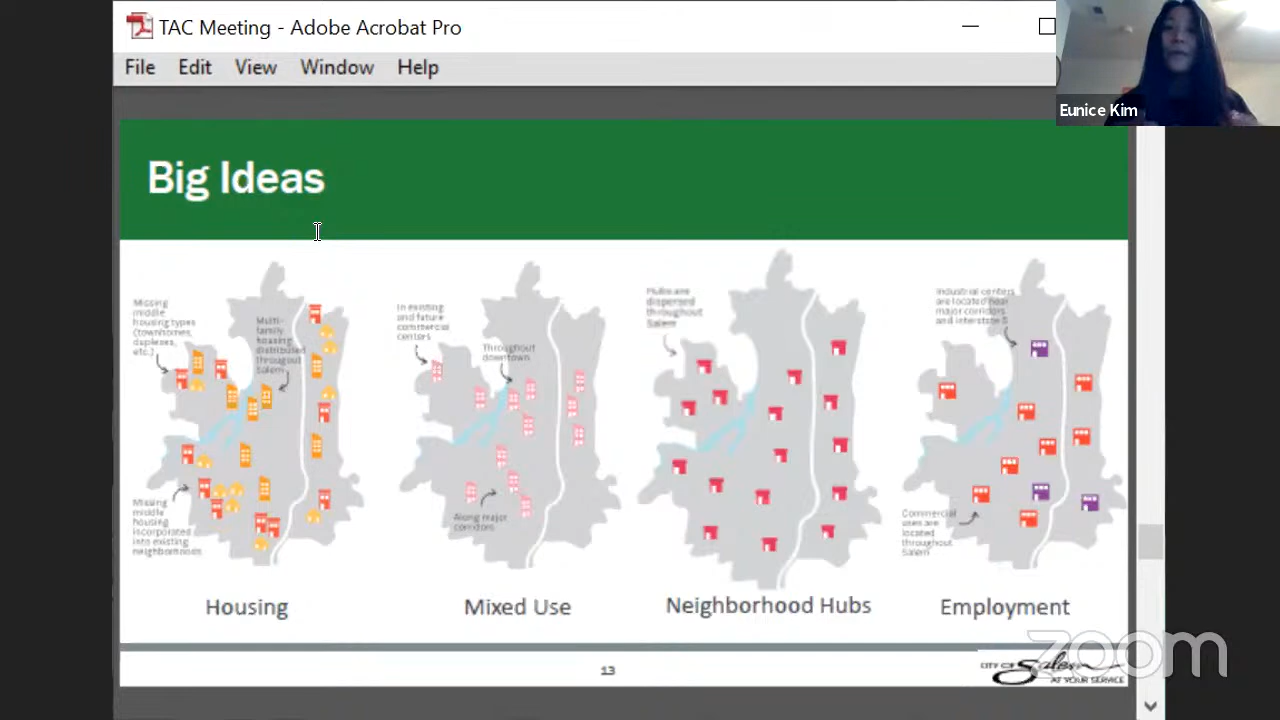 TAC Meeting - Adobe Acrobat Pro
File Edit View Window Help
Eunice Kim
Big Ideas
Missing
middle
housing types
(townhomes,
duplexes,
etc.)
Multi-
family
housing
distributed
througout
Salem
Missing
middle
housing
incorporated
into existing
neighborhoods
Housing
In existing
and future
commercial
centers
Throughout
downtown
Along major
corridors
Mixed Use
Hubs are
dispersed
throughout
Salem
Neighborhood Hubs
Industrial centers
are located near
major corridors
and Interstate 5
Commercial
uses are
located
throughout
Salem
Employment
13
CITY OF Salem
AT YOUR SERVICE
zoom